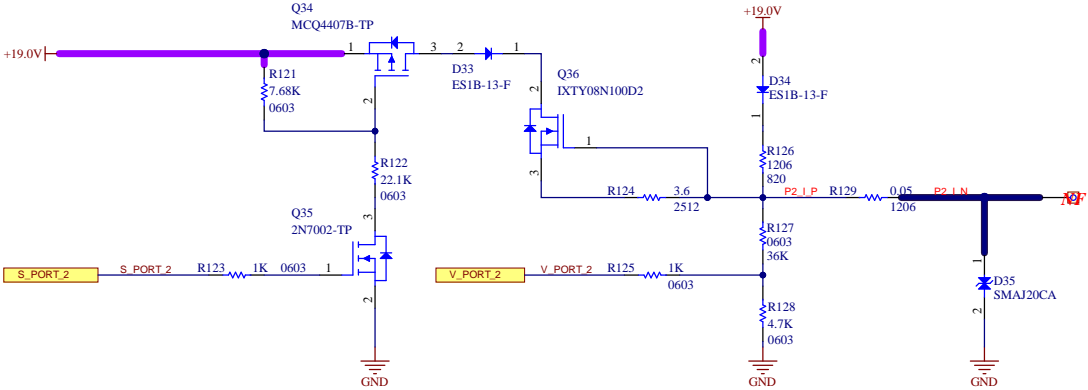 Q34
MCQ4407B-TP
+19.0V
+19.0V
1
3
2
1
D33
ES1B-13-F
R121
7.68K
0603
2
Q36
IXTY08N100D2
2
1
3
2
D34
ES1B-13-F
1
R126
1206
820
R122
22.1K
0603
R124
3.6
2512
P2_I_P
R129
0.05
1206
P2_I_N
Q35
2N7002-TP
3
R127
0603
36K
S_PORT_2
S_PORT_2
R123
1K
0603
1
2
V_PORT_2
V_PORT_2
R125
1K
0603
R128
4.7K
0603
1
D35
SMAJ20CA
2
GND
GND
GND